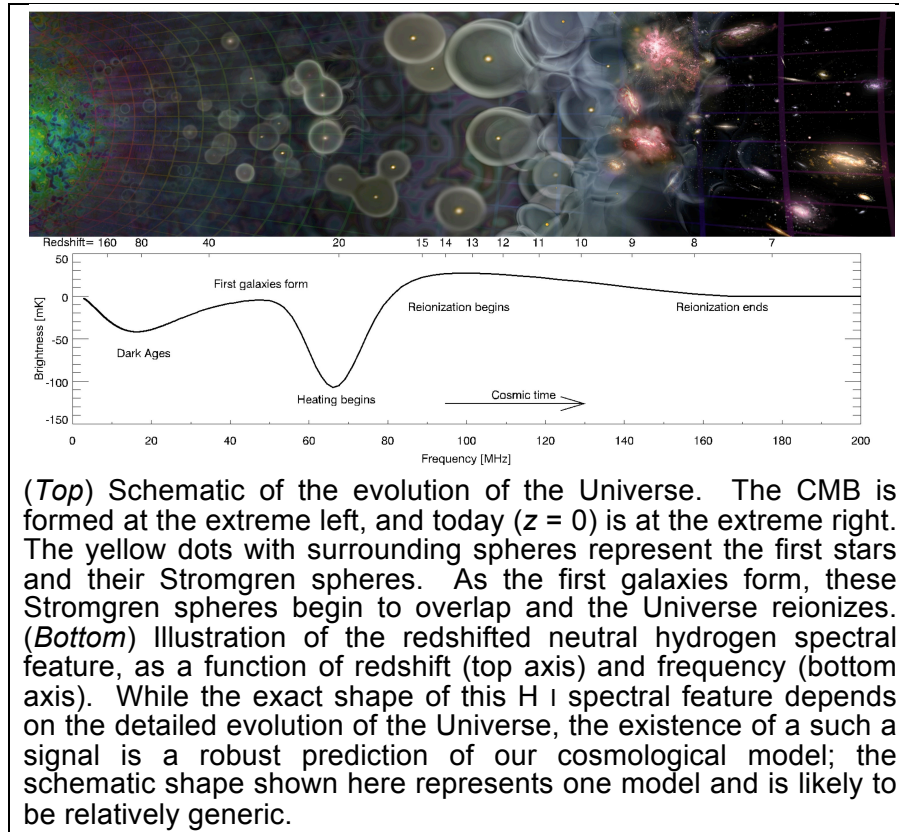 Redshift= 160 80 40 20 15 14 13 12 11 10 9 8 7
50
0
-50
-100
-150
Brightness [mK]
First galaxies form
Dark Ages
Heating begins
Reionization begins
Reionization ends
Cosmic time
0 20 40 60 80 100 120 140 160 180 200
Frequency [MHz]
(Top) Schematic of the evolution of the Universe. The CMB is
formed at the extreme left, and today (z = 0) is at the extreme right.
The yellow dots with surrounding spheres represent the first stars
and their Stromgren spheres. As the first galaxies form, these
Stromgren spheres begin to overlap and the Universe reionizes.
(Bottom) Illustration of the redshifted neutral hydrogen spectral
feature, as a function of redshift (top axis) and frequency (bottom
axis). While the exact shape of this H I spectral feature depends
on the detailed evolution of the Universe, the existence of a such a
signal is a robust prediction of our cosmological model; the
schematic shape shown here represents one model and is likely to
be relatively generic.